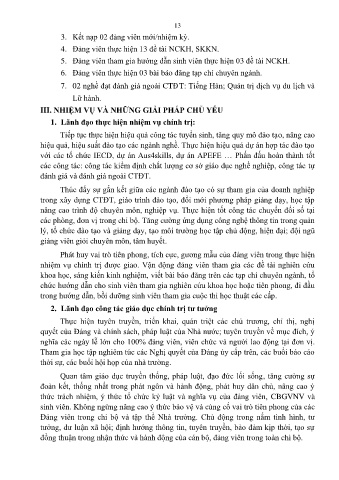 13
3. Kết nạp 02 đảng viên mới/nhiệm kỳ.
4. Đảng viên thực hiện 13 đề tài NCKH, SKKN.
5. Đảng viên tham gia hướng dẫn sinh viên thực hiện 03 đề tài NCKH.
6. Đảng viên thực hiện 03 bài báo đăng tạp chí chuyên ngành.
7. 02 nghề đạt đánh giá ngoài CTĐT: Tiếng Hàn; Quản trị dịch vụ du lịch và
Lữ hành.
III. NHIỆM VỤ VÀ NHỮNG GIẢI PHÁP CHỦ YẾU
1. Lãnh đạo thực hiện nhiệm vụ chính trị:
Tiếp tục thực hiện hiệu quả công tác tuyển sinh, tăng quy mô đào tạo, nâng cao
hiệu quả, hiệu suất đào tạo các ngành nghề. Thực hiện hiệu quả dự án hợp tác đào tạo
với các tổ chức IECD, dự án Aus4skills, dự án APEFE … Phấn đấu hoàn thành tốt
các công tác: công tác kiểm định chất lượng cơ sở giáo dục nghề nghiệp, công tác tự
đánh giá và đánh giá ngoài CTĐT.
Thúc đẩy sự gắn kết giữa các ngành đào tạo có sự tham gia của doanh nghiệp
trong xây dựng CTĐT, giáo trình đào tạo, đổi mới phương pháp giảng dạy, học tập
nâng cao trình độ chuyên môn, nghiệp vụ. Thực hiện tốt công tác chuyển đổi số tại
các phòng, đơn vị trong chi bộ. Tăng cường ứng dụng công nghệ thông tin trong quản
lý, tổ chức đào tạo và giảng dạy, tạo môi trường học tập chủ động, hiện đại; đội ngũ
giảng viên giỏi chuyên môn, tâm huyết.
Phát huy vai trò tiên phong, tích cực, gương mẫu của đảng viên trong thực hiện
nhiệm vụ chính trị được giao. Vận động đảng viên tham gia các đề tài nghiên cứu
khoa học, sáng kiến kinh nghiệm, viết bài báo đăng trên các tạp chí chuyên ngành, tổ
chức hướng dẫn cho sinh viên tham gia nghiên cứu khoa học hoặc tiên phong, đi đầu
trong hướng dẫn, bồi dưỡng sinh viên tham gia cuộc thi học thuật các cấp.
2. Lãnh đạo công tác giáo dục chính trị tư tưởng
Thực hiện tuyên truyền, triển khai, quán triệt các chủ trương, chỉ thị, nghị
quyết của Đảng và chính sách, pháp luật của Nhà nước; tuyên truyền về mục đích, ý
nghĩa các ngày lễ lớn cho 100% đảng viên, viên chức và người lao động tại đơn vị.
Tham gia học tập nghiêm túc các Nghị quyết của Đảng ủy cấp trên, các buổi báo cáo
thời sự, các buổi hội họp của nhà trường.
Quan tâm giáo dục truyền thống, pháp luật, đạo đức lối sống, tăng cường sự
đoàn kết, thống nhất trong phát ngôn và hành động, phát huy dân chủ, nâng cao ý
thức trách nhiệm, ý thức tổ chức kỷ luật và nghĩa vụ của đảng viên, CBGVNV và
sinh viên. Không ngừng nâng cao ý thức bảo vệ và củng cố vai trò tiên phong của các
Đảng viên trong chi bộ và tập thể Nhà trường. Chủ động trong nắm tình hình, tư
tưởng, dư luận xã hội; định hướng thông tin, tuyên truyền, bảo đảm kịp thời, tạo sự
đồng thuận trong nhận thức và hành động của cán bộ, đảng viên trong toàn chi bộ.